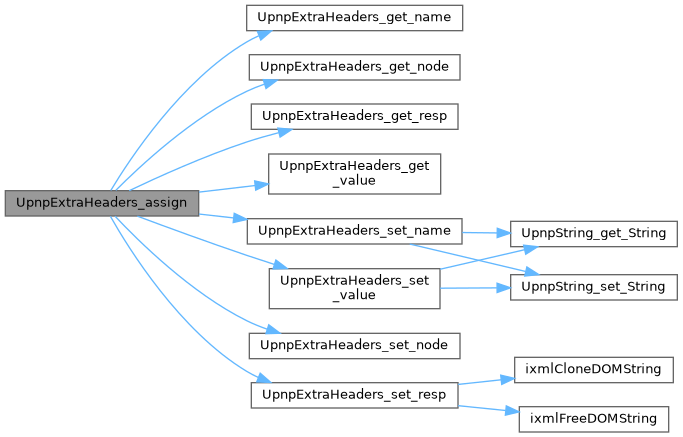 UpnpExtraHeaders_assign
UpnpExtraHeaders_get_name
UpnpExtraHeaders_get_node
UpnpExtraHeaders_get_resp
UpnpExtraHeaders_get
_value
UpnpExtraHeaders_set_name
UpnpExtraHeaders_set
_value
UpnpExtraHeaders_set_node
UpnpExtraHeaders_set_resp
UpnpString_get_String
UpnpString_set_String
ixmlCloneDOMString
ixmlFreeDOMString